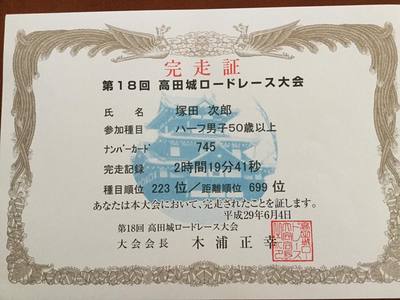 完走証
第18回 高田城ロードレース大会
氏名 塚田 次郎
参加種目 ハーフ男子50歳以上
ナンバーカード 745
完走記録 2時間19分41秒
種目順位 223 位/距離順位 699 位
あなたは本大会において、完走されたことを証します。
平成29年6月4日
第18回 高田城ロードレース大会
大会会長 木浦正幸